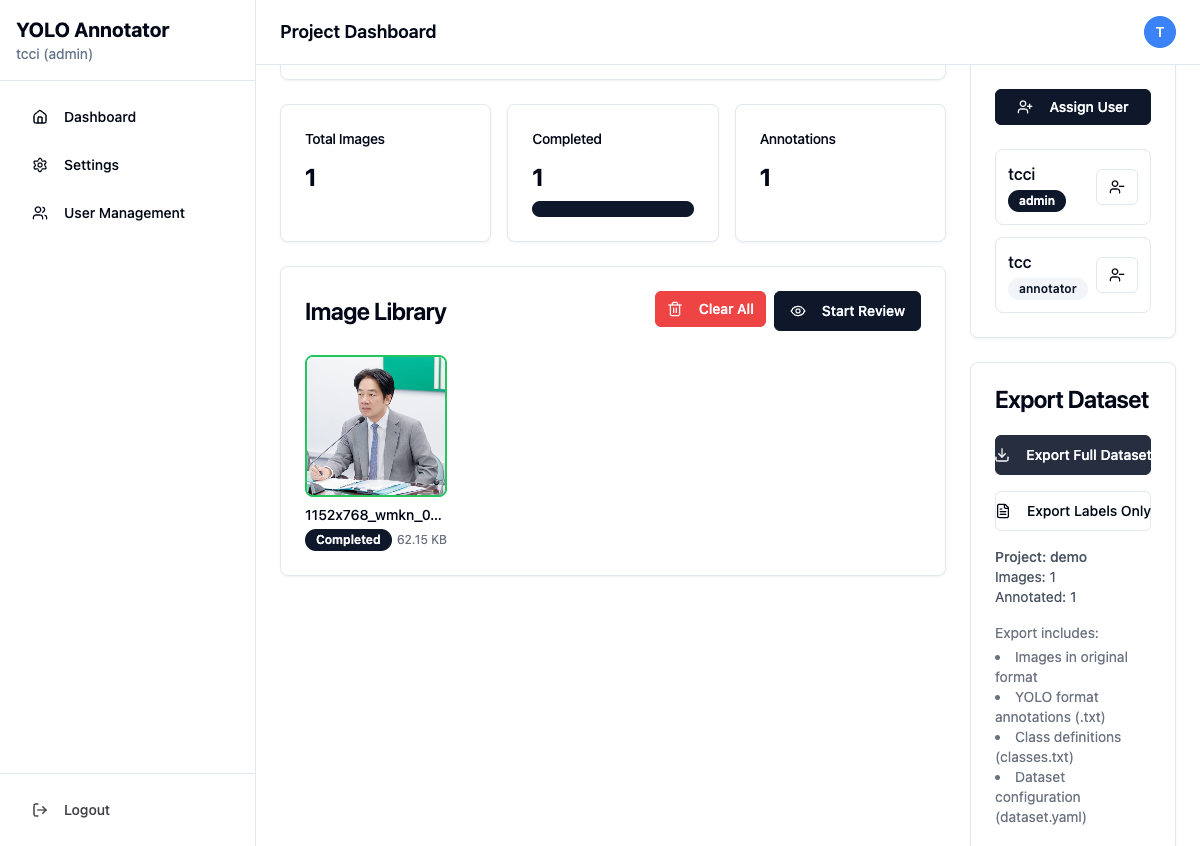 YOLO Annotator
tcci (admin)
Dashboard
Settings
User Management
Logout
Project Dashboard
T
Total Images
1
Completed
1
Annotations
1
Image Library
Clear All
Start Review
1152x768_wmkn_0...
Completed
62.15 KB
Assign User
tcci
admin
tcc
annotator
Export Dataset
Export Full Dataset
Export Labels Only
Project: demo
Images: 1
Annotated: 1
Export includes:
• Images in original
format
• YOLO format
annotations (.txt)
• Class definitions
(classes.txt)
• Dataset
configuration
(dataset.yaml)